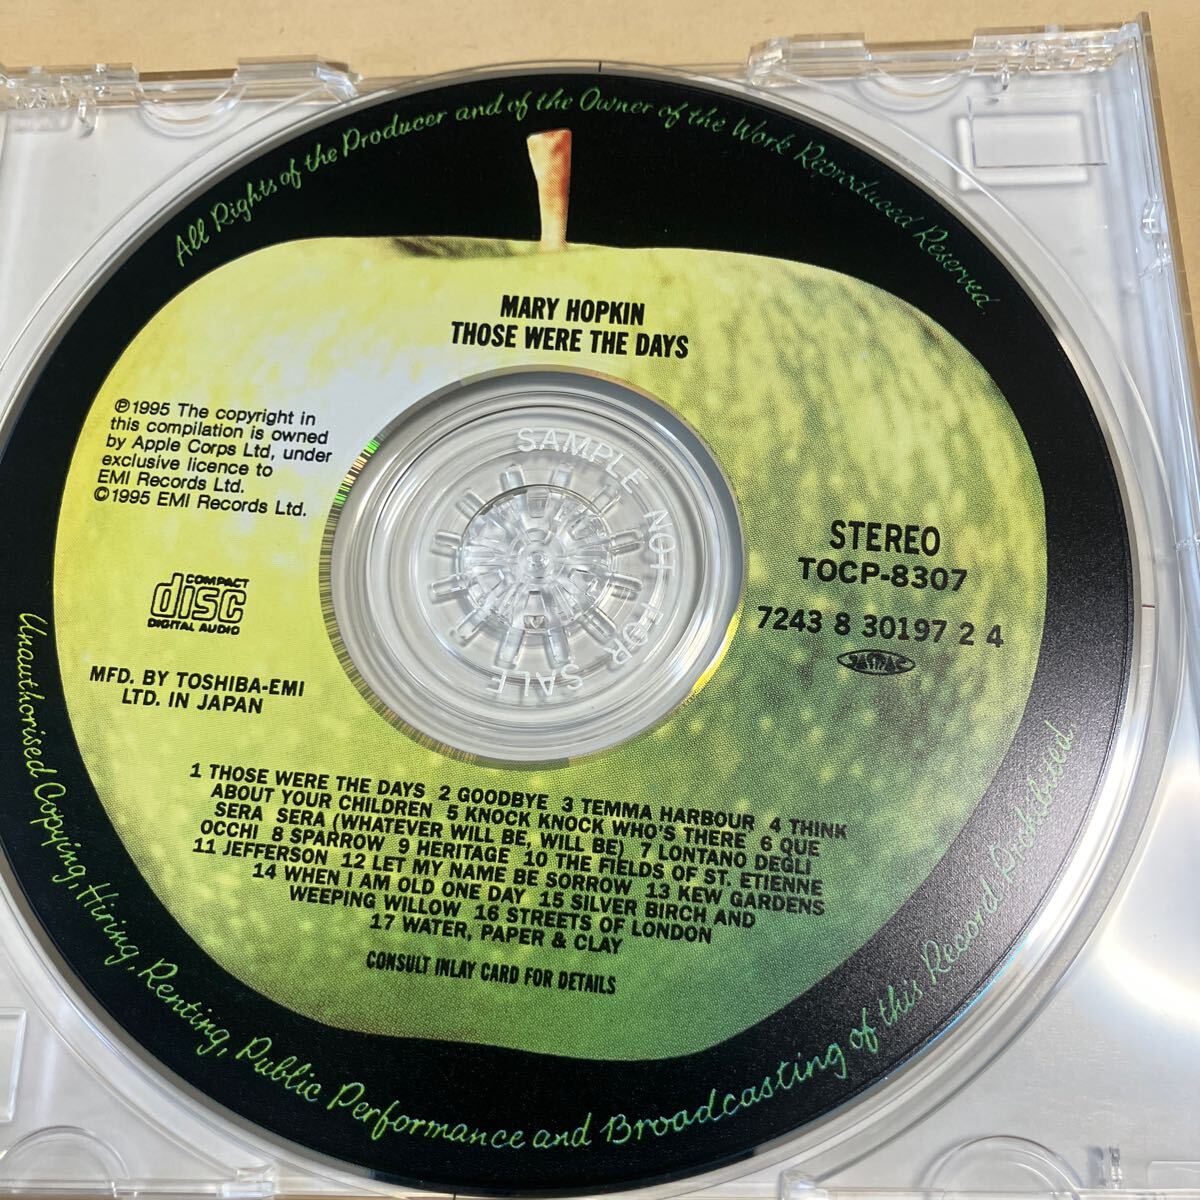 All Rights of the Producer and of the Owner of the Work Reproduced Reserved.
MARY HOPKIN
THOSE WERE THE DAYS
℗1995 The copyright in
this compilation is owned
by Apple Corps Ltd, under
exclusive licence to
EMI Records Ltd.
©1995 EMI Records Ltd.
SAMPLE NOT FOR SALE
STEREO
TOCP-8307
7243 8 30197 2 4
JASRAC
COMPACT
disc
DIGITAL AUDIO
MFD. BY TOSHIBA-EMI
LTD. IN JAPAN
1 THOSE WERE THE DAYS 2 GOODBYE 3 TEMMA HARBOUR 4 THINK
ABOUT YOUR CHILDREN 5 KNOCK KNOCK WHO'S THERE 6 QUE
SERA SERA (WHATEVER WILL BE, WILL BE) 7 LONTANO DEGLI
OCCHI 8 SPARROW 9 HERITAGE 10 THE FIELDS OF ST. ETIENNE
11 JEFFERSON 12 LET MY NAME BE SORROW 13 KEW GARDENS
14 WHEN I AM OLD ONE DAY 15 SILVER BIRCH AND
WEEPING WILLOW 16 STREETS OF LONDON
17 WATER, PAPER & CLAY
CONSULT INLAY CARD FOR DETAILS
Unauthorised Copying, Hiring, Renting, Public Performance and Broadcasting of this Record Prohibited